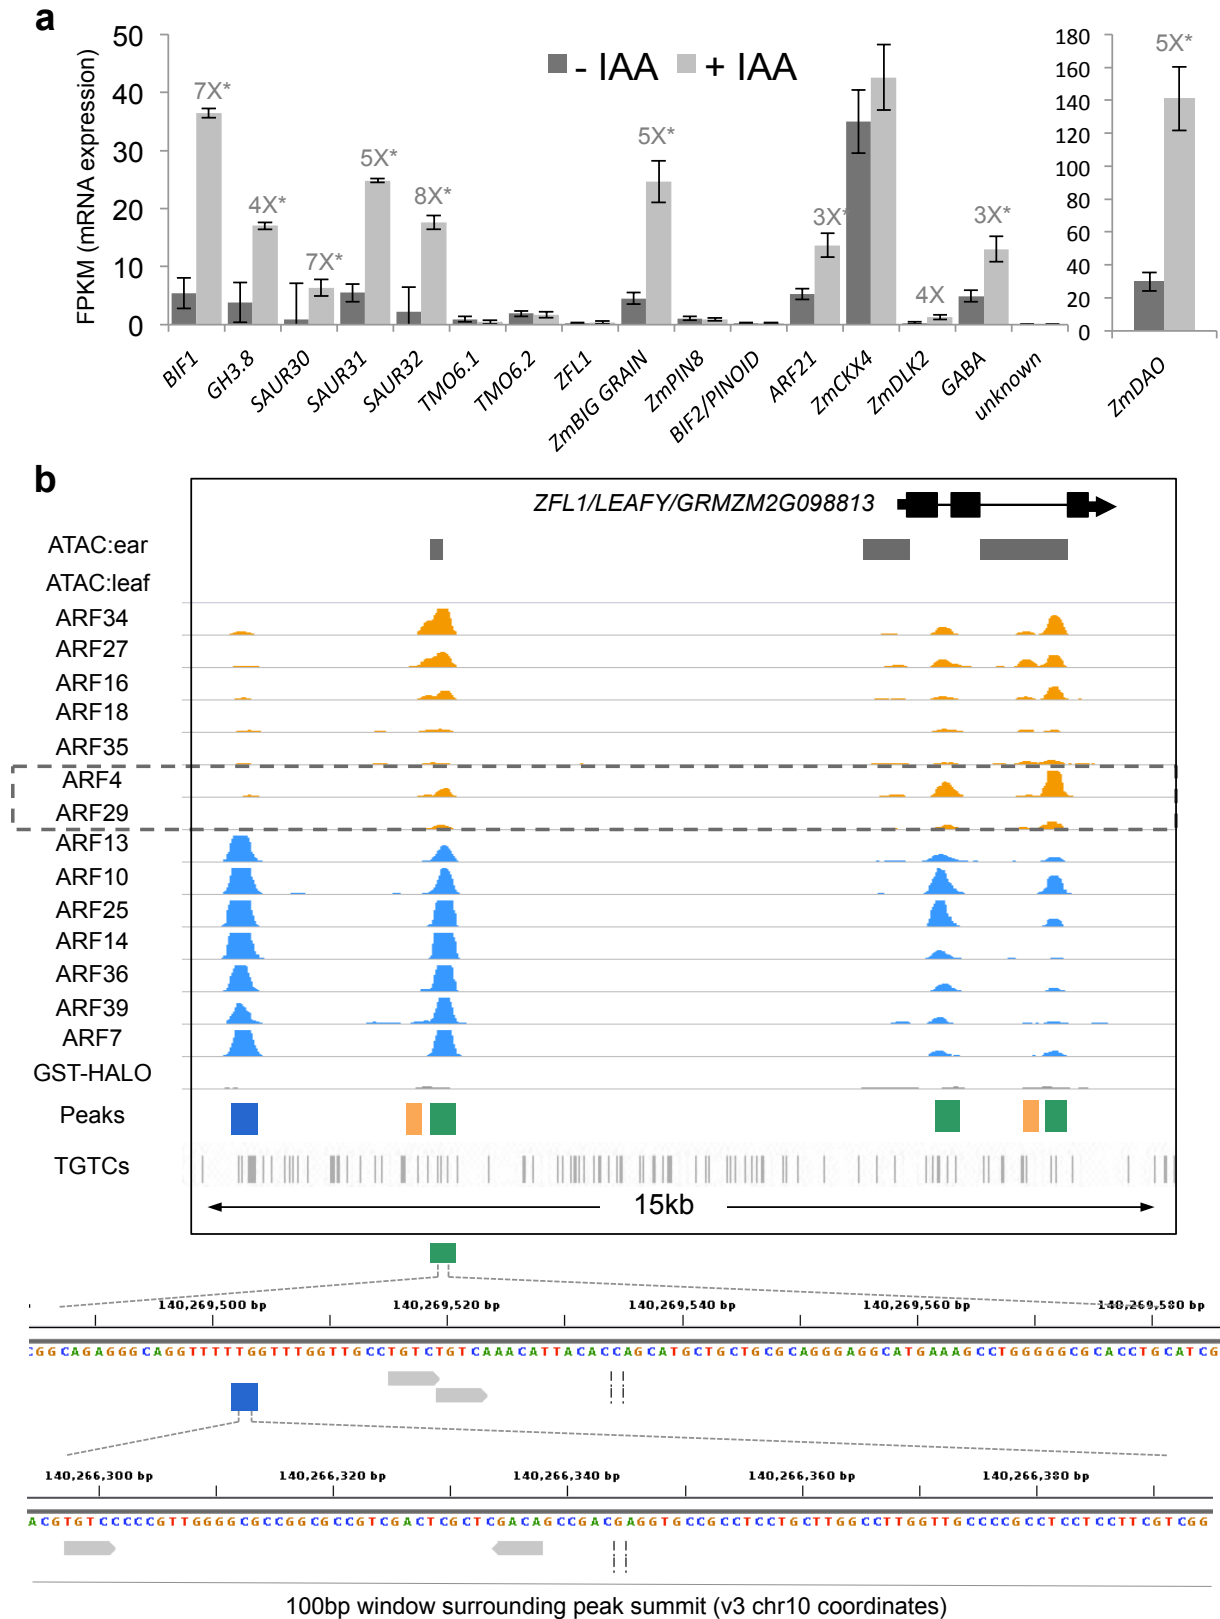 a
FPKM (mRNA expression)
50
40
30
20
10
0
- IAA + IAA
7X*
4X*
7X*
5X*
8X*
5X*
3X*
4X
3X*
BIF1
GH3.8
SAUR30
SAUR31
SAUR32
TMO6.1
TMO6.2
ZFL1
ZmBIG GRAIN
ZmPIN8
BIF2/PINOID
ARF21
ZmCKX4
ZmDLK2
GABA
unknown
180
160
140
120
100
80
60
40
20
0
5X*
ZmDAO
b
ZFL1/LEAFY/GRMZM2G098813
ATAC:ear
ATAC:leaf
ARF34
ARF27
ARF16
ARF18
ARF35
ARF4
ARF29
ARF13
ARF10
ARF25
ARF14
ARF36
ARF39
ARF7
GST-HALO
Peaks
TGTCs
15kb
140,269,500 bp 140,269,520 bp 140,269,540 bp 140,269,560 bp 140,269,580 bp
CGGCAGAGGGCAGGTTTTTGGTTTGGTTGCCTGTCTGTCAAACATTACACCAGCATGCTGCTGCGCAGGGAGGCATGAAAGCCTGGGGGCGCACCTGCATCG
140,266,300 bp 140,266,320 bp 140,266,340 bp 140,266,360 bp 140,266,380 bp
ACGTGTCCCCCGTTGGGGCGCCGGCGCCGTCGACTCGCTCGACAGCCGACGAGGTGCCGCCTCCTGCTTGGCCTTGGTTGCCCCGCCTCCTCCTTCGTCGG
100bp window surrounding peak summit (v3 chr10 coordinates)